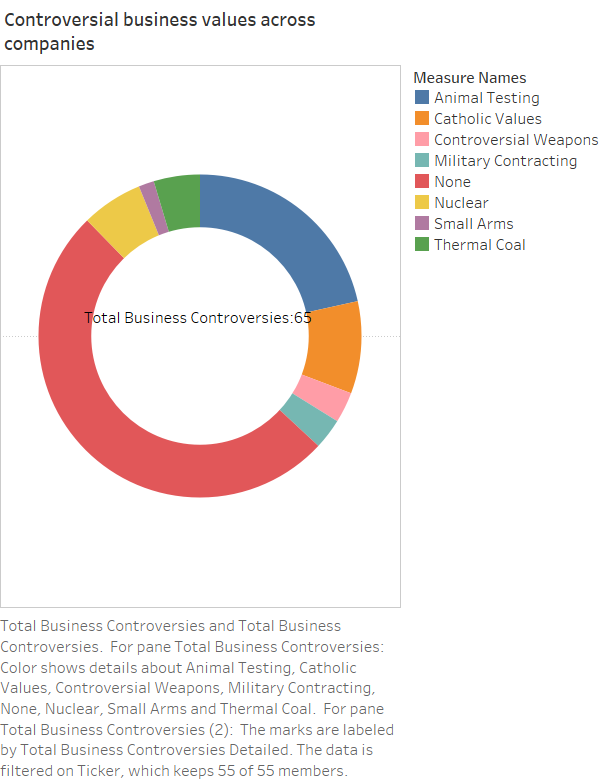 Controversial business values across
companies
Measure Names
Animal Testing
Catholic Values
Controversial Weapons
Military Contracting
None
Nuclear
Small Arms
Thermal Coal
Total Business Controversies:65
Total Business Controversies and Total Business
Controversies.  For pane Total Business Controversies:
Color shows details about Animal Testing, Catholic
Values, Controversial Weapons, Military Contracting,
None, Nuclear, Small Arms and Thermal Coal.  For pane
Total Business Controversies (2):  The marks are labeled
by Total Business Controversies Detailed. The data is
filtered on Ticker, which keeps 55 of 55 members.